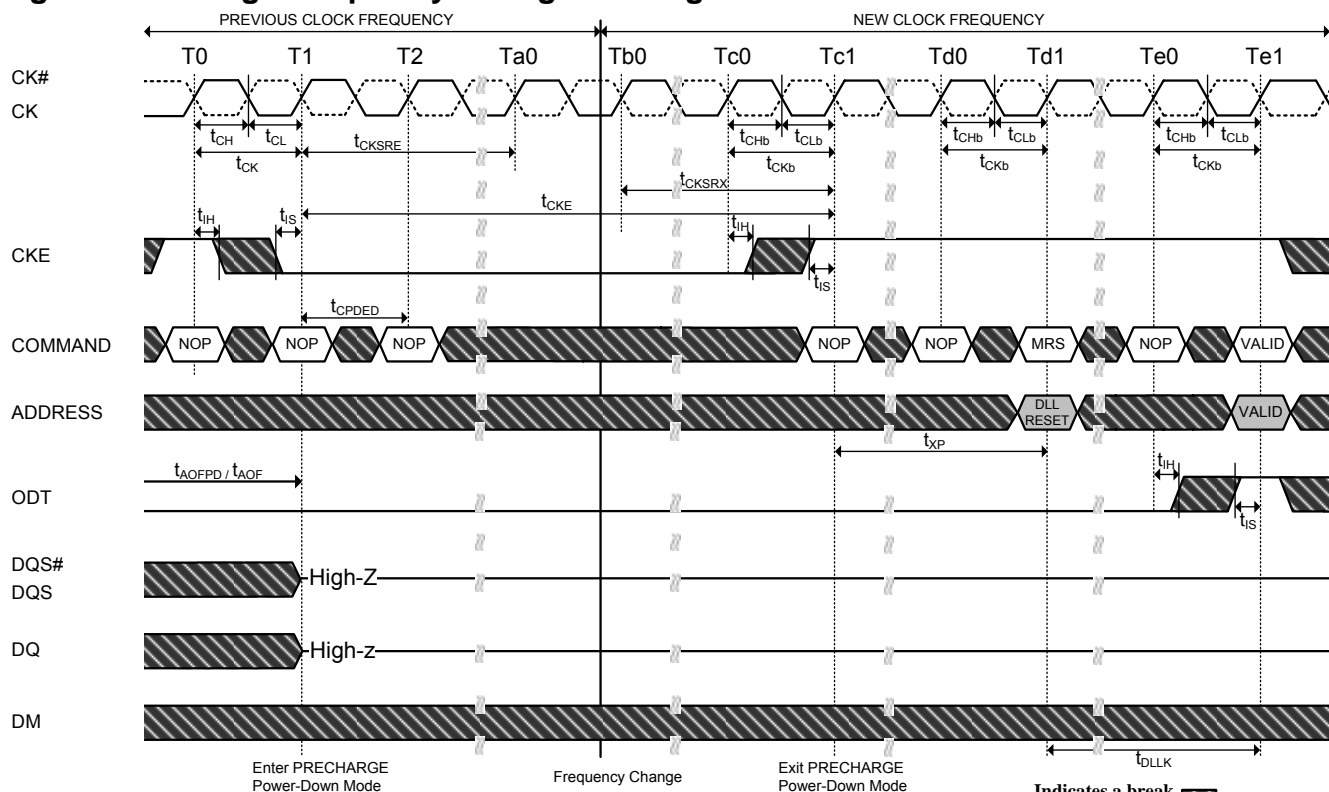 PREVIOUS CLOCK FREQUENCY NEW CLOCK FREQUENCY
T0 T1 T2 Ta0 Tb0 Tc0 Tc1 Td0 Td1 Te0 Te1
CK#
CK
tCH tCL tCKSRE tCHb tCLb tCHb tCLb tCHb tCLb
tCK tCKb tCKb tCKb
tCKSRX
tCKE
tIH tIS tIH
CKE
tIS
tCPDED
COMMAND NOP NOP NOP NOP NOP MRS NOP VALID
ADDRESS DLL RESET VALID
tXP
tAOFPD / tAOF tIH
ODT
tIS
DQS#
DQS High-Z
DQ High-z
DM
tDLLK
Enter PRECHARGE
Power-Down Mode
Frequency Change
Exit PRECHARGE
Power-Down Mode
Indicates a break